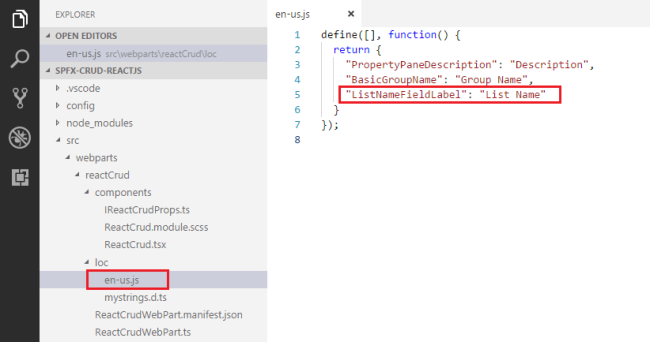 EXPLORER
OPEN EDITORS
en-us.js src\webparts\reactCrud\loc
SPFX-CRUD-REACTJS
.vscode
config
node_modules
src
webparts
reactCrud
components
IReactCrudProps.ts
ReactCrud.module.scss
ReactCrud.tsx
loc
en-us.js
mystrings.d.ts
ReactCrudWebPart.manifest.json
ReactCrudWebPart.ts
en-us.js
1 define([], function() {
2 return {
3 "PropertyPaneDescription": "Description",
4 "BasicGroupName": "Group Name",
5 "ListNameFieldLabel": "List Name"
6 }
7 });
8